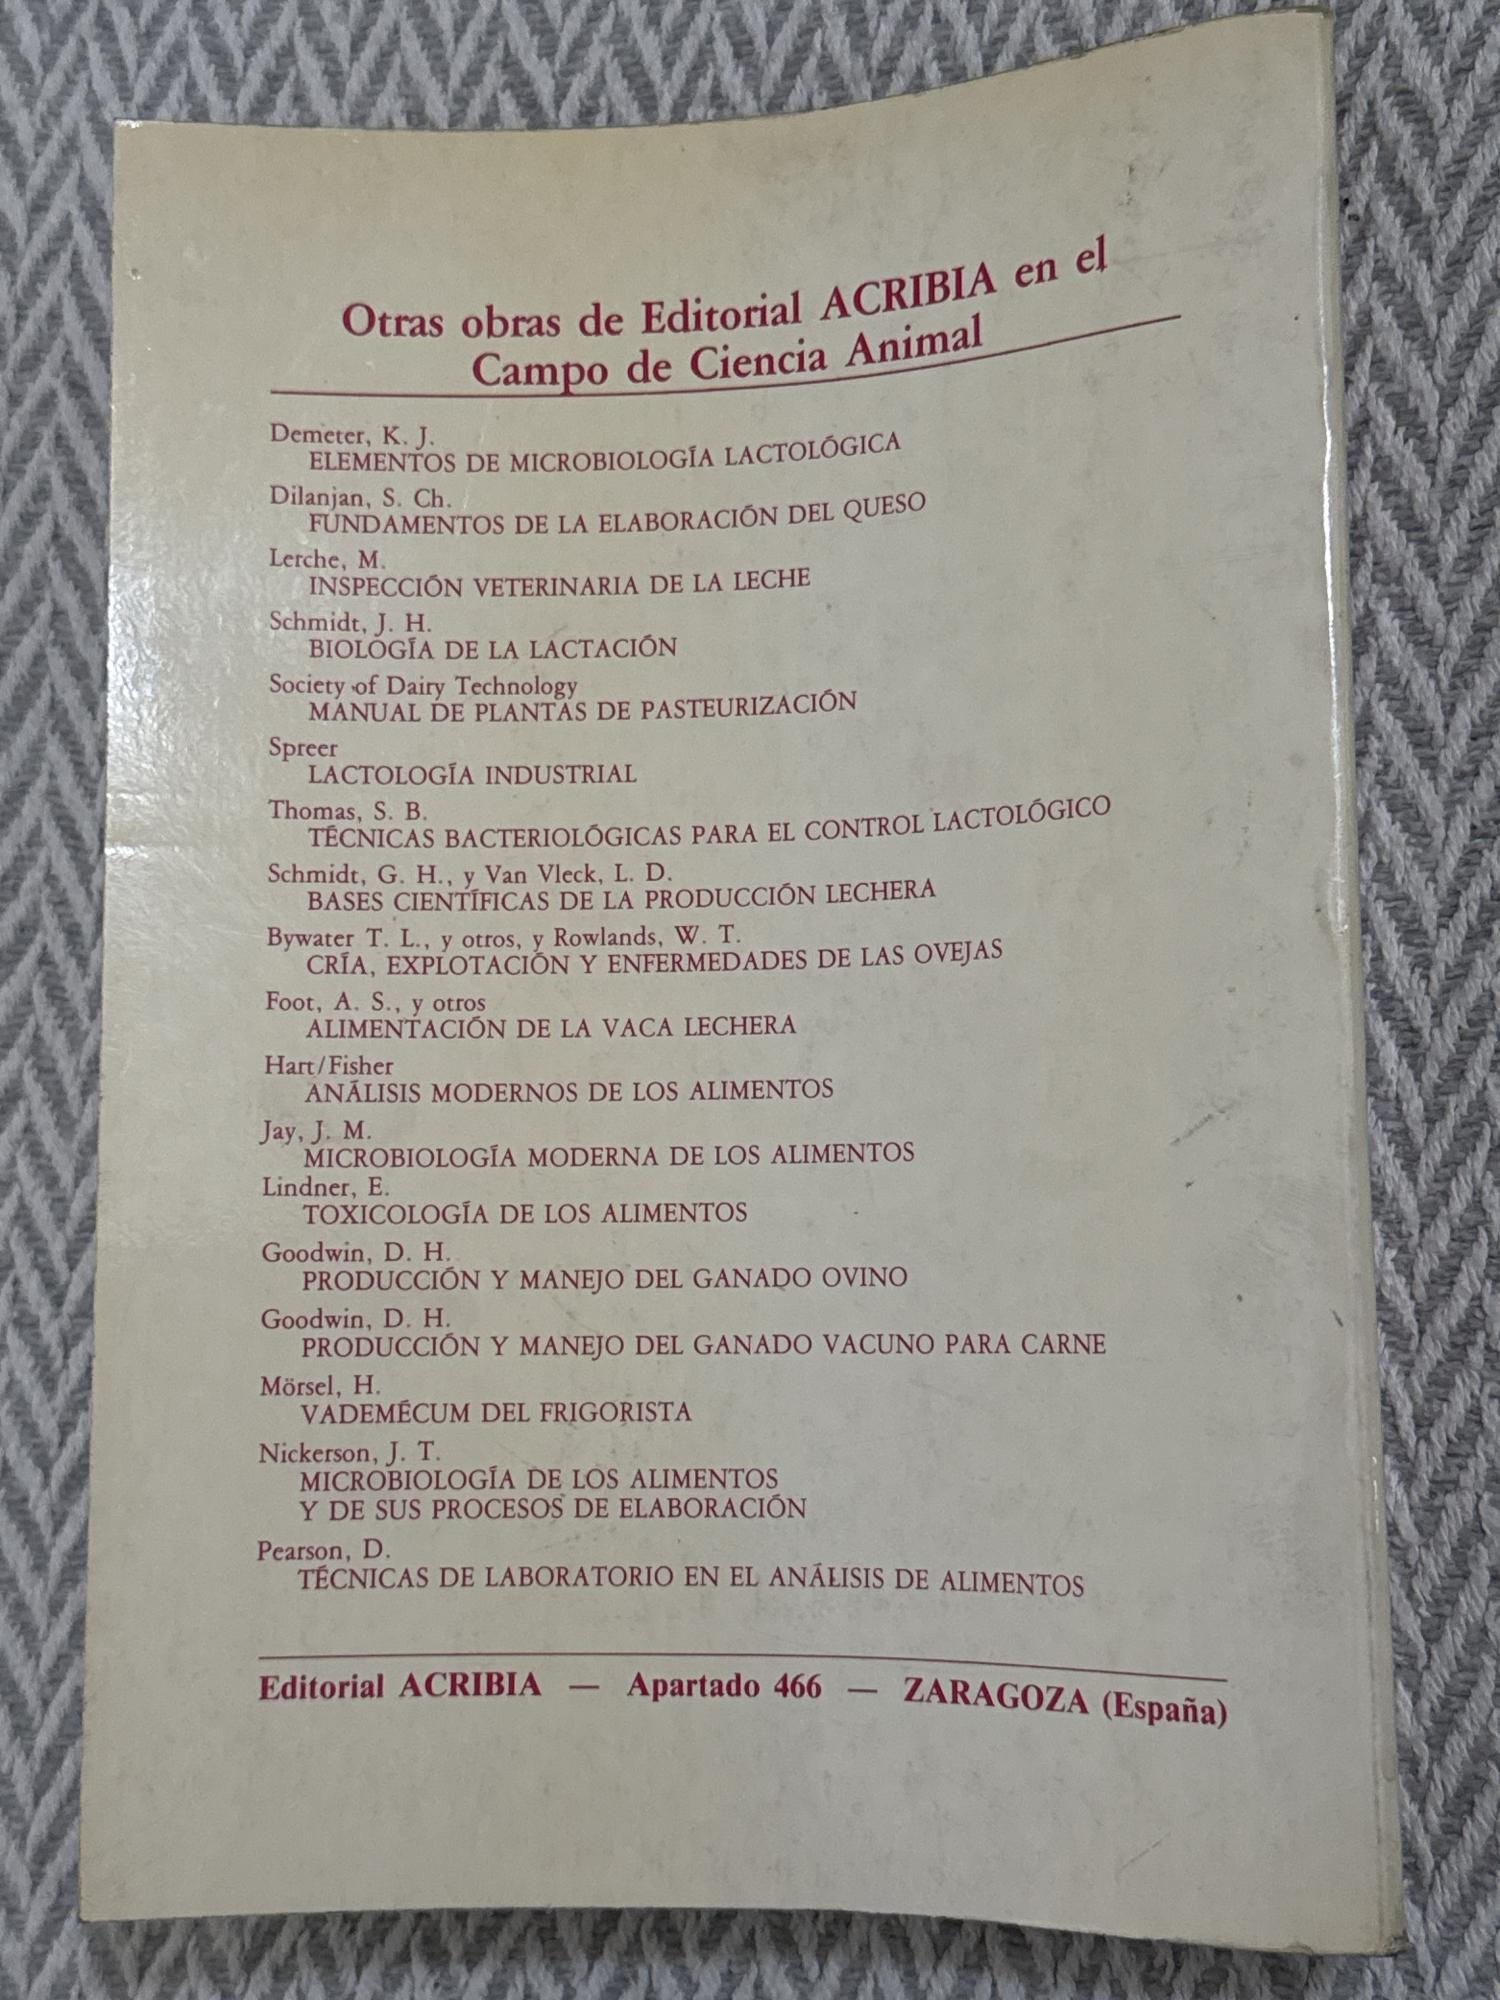 Otras obras de Editorial ACRIBIA en el
Campo de Ciencia Animal
Demeter, K. J.
ELEMENTOS DE MICROBIOLOGÍA LACTOLÓGICA
Dilanjan, S. Ch.
FUNDAMENTOS DE LA ELABORACIÓN DEL QUESO
Lerche, M.
INSPECCIÓN VETERINARIA DE LA LECHE
Schmidt, J. H.
BIOLOGÍA DE LA LACTACIÓN
Society of Dairy Technology
MANUAL DE PLANTAS DE PASTEURIZACIÓN
Spreer
LACTOLOGÍA INDUSTRIAL
Thomas, S. B.
TÉCNICAS BACTERIOLÓGICAS PARA EL CONTROL LACTOLÓGICO
Schmidt, G. H., y Van Vleck, L. D.
BASES CIENTÍFICAS DE LA PRODUCCIÓN LECHERA
Bywater T. L., y otros, y Rowlands, W. T.
CRÍA, EXPLOTACIÓN Y ENFERMEDADES DE LAS OVEJAS
Foot, A. S., y otros
ALIMENTACIÓN DE LA VACA LECHERA
Hart/Fisher
ANÁLISIS MODERNOS DE LOS ALIMENTOS
Jay, J. M.
MICROBIOLOGÍA MODERNA DE LOS ALIMENTOS
Lindner, E.
TOXICOLOGÍA DE LOS ALIMENTOS
Goodwin, D. H.
PRODUCCIÓN Y MANEJO DEL GANADO OVINO
Goodwin, D. H.
PRODUCCIÓN Y MANEJO DEL GANADO VACUNO PARA CARNE
Mörsel, H.
VADEMÉCUM DEL FRIGORISTA
Nickerson, J. T.
MICROBIOLOGÍA DE LOS ALIMENTOS
Y DE SUS PROCESOS DE ELABORACIÓN
Pearson, D.
TÉCNICAS DE LABORATORIO EN EL ANÁLISIS DE ALIMENTOS
Editorial ACRIBIA — Apartado 466 — ZARAGOZA (España)